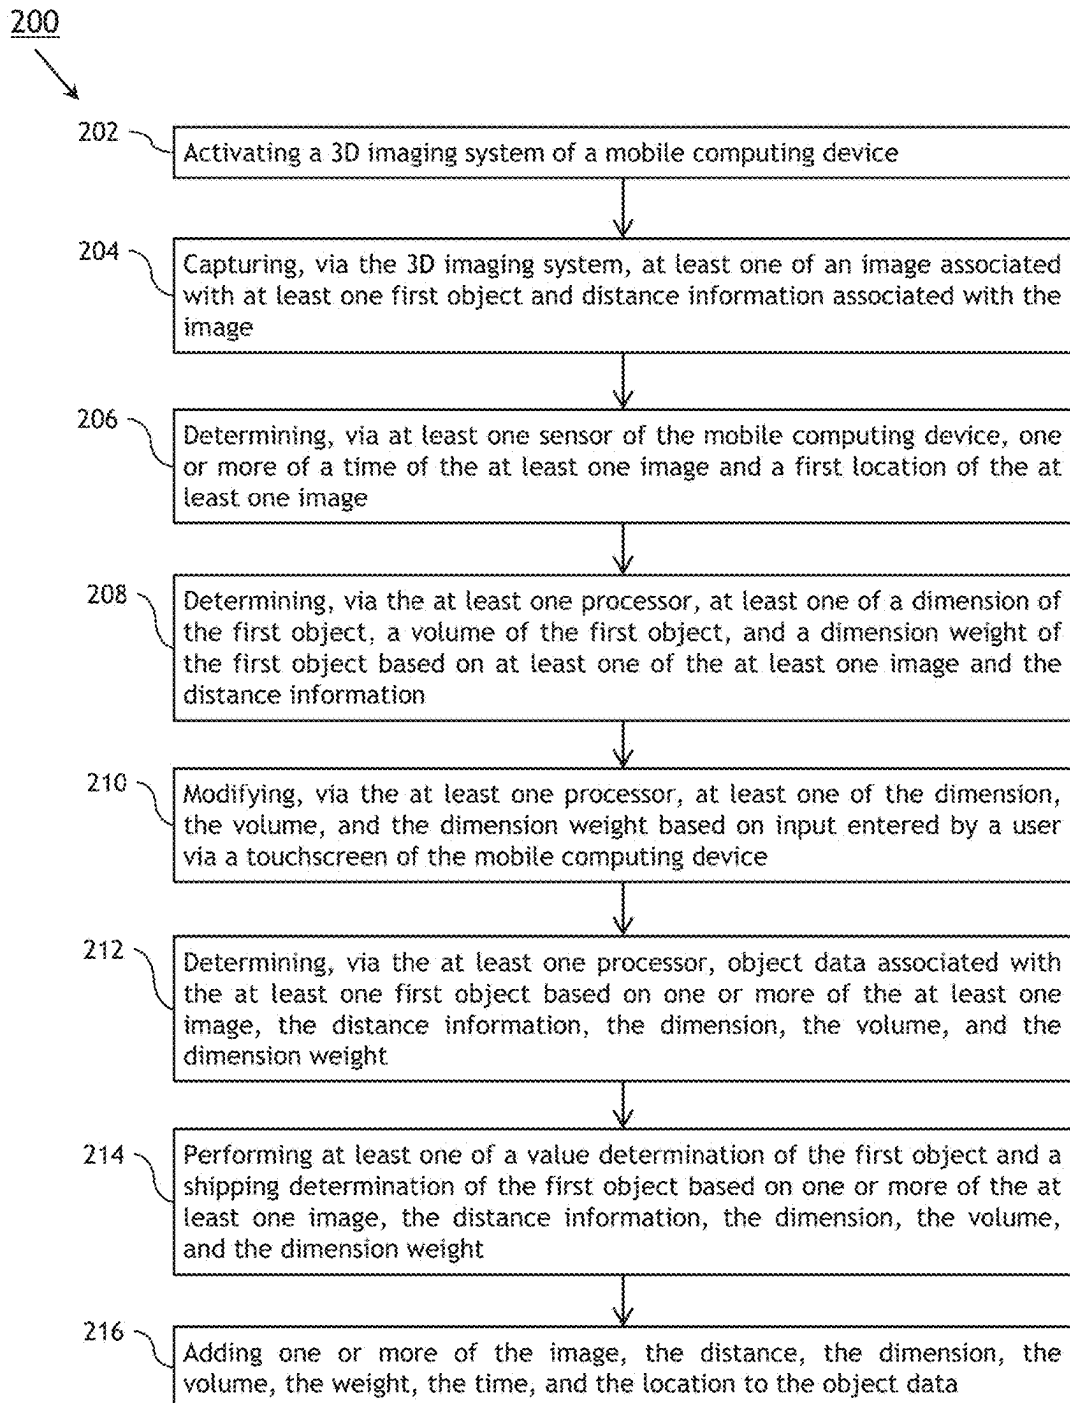 200
202
Activating a 3D imaging system of a mobile computing device
204
Capturing, via the 3D imaging system, at least one of an image associated
with at least one first object and distance information associated with the
image
206
Determining, via at least one sensor of the mobile computing device, one
or more of a time of the at least one image and a first location of the at
least one image
208
Determining, via the at least one processor, at least one of a dimension of
the first object, a volume of the first object, and a dimension weight of
the first object based on at least one of the at least one image and the
distance information
210
Modifying, via the at least one processor, at least one of the dimension,
the volume, and the dimension weight based on input entered by a user
via a touchscreen of the mobile computing device
212
Determining, via the at least one processor, object data associated with
the at least one first object based on one or more of the at least one
image, the distance information, the dimension, the volume, and the
dimension weight
214
Performing at least one of a value determination of the first object and a
shipping determination of the first object based on one or more of the at
least one image, the distance information, the dimension, the volume,
and the dimension weight
216
Adding one or more of the image, the distance, the dimension, the
volume, the weight, the time, and the location to the object data